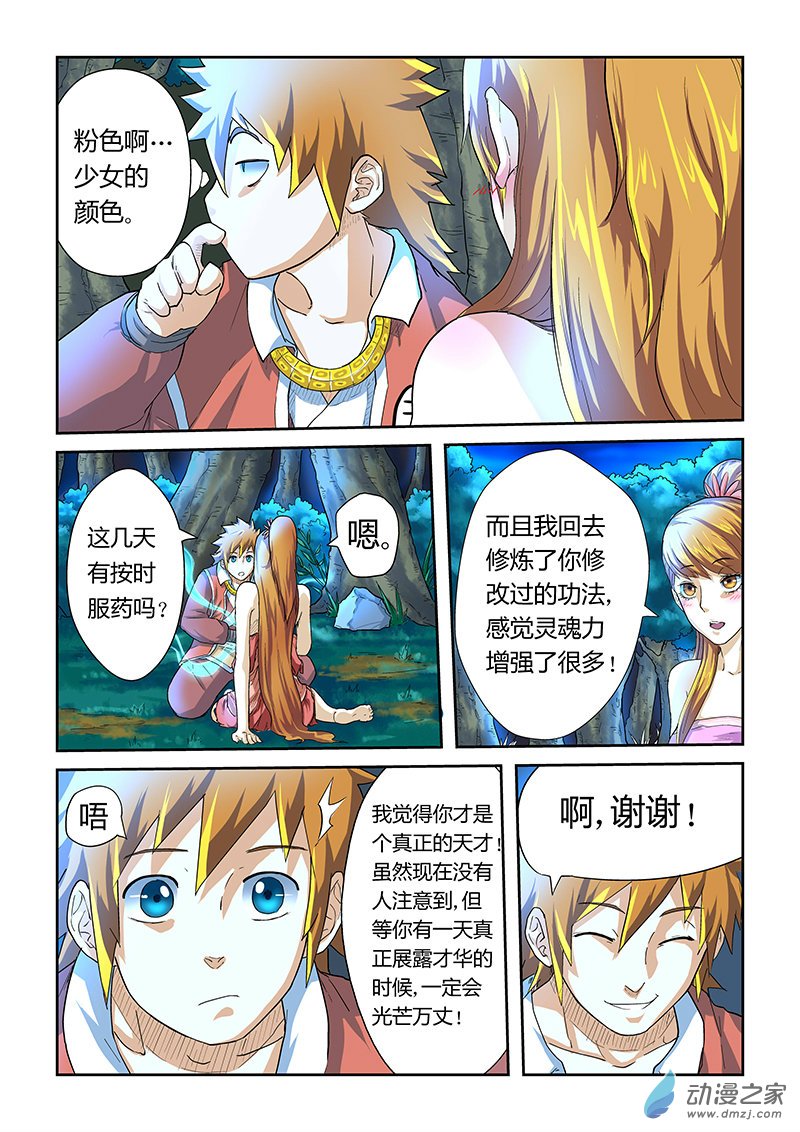 粉色啊…
少女的
颜色。
这几天
有按时
服药吗？
嗯。
而且我回去
修炼了你修
改过的功法，
感觉灵魂力
增强了很多！
唔
我觉得你才是
个真正的天才！
虽然现在没有
人注意到，但
等你有一天真
正展露才华的
时候，一定会
光芒万丈！
啊，谢谢！
动漫之家
www.dmzj.com